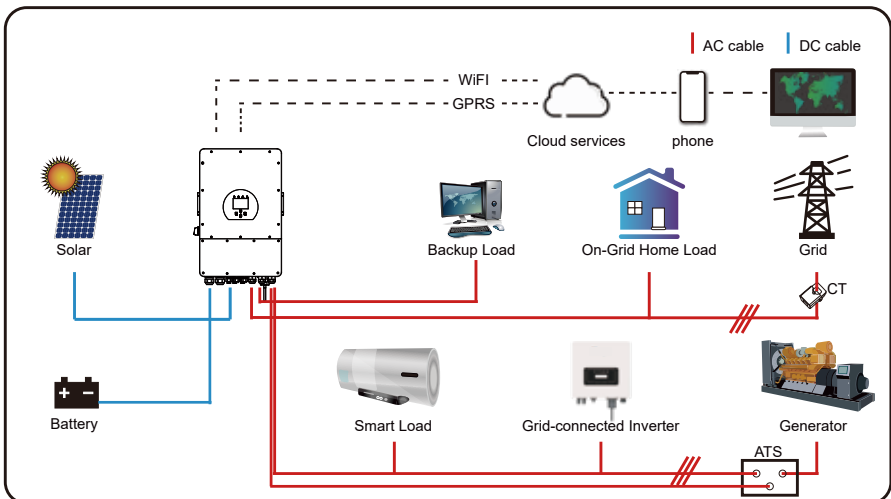 AC cable
DC cable
WiFI
GPRS
Cloud services
phone
Solar
Backup Load
On-Grid Home Load
Grid
CT
Battery
Smart Load
Grid-connected Inverter
Generator
ATS